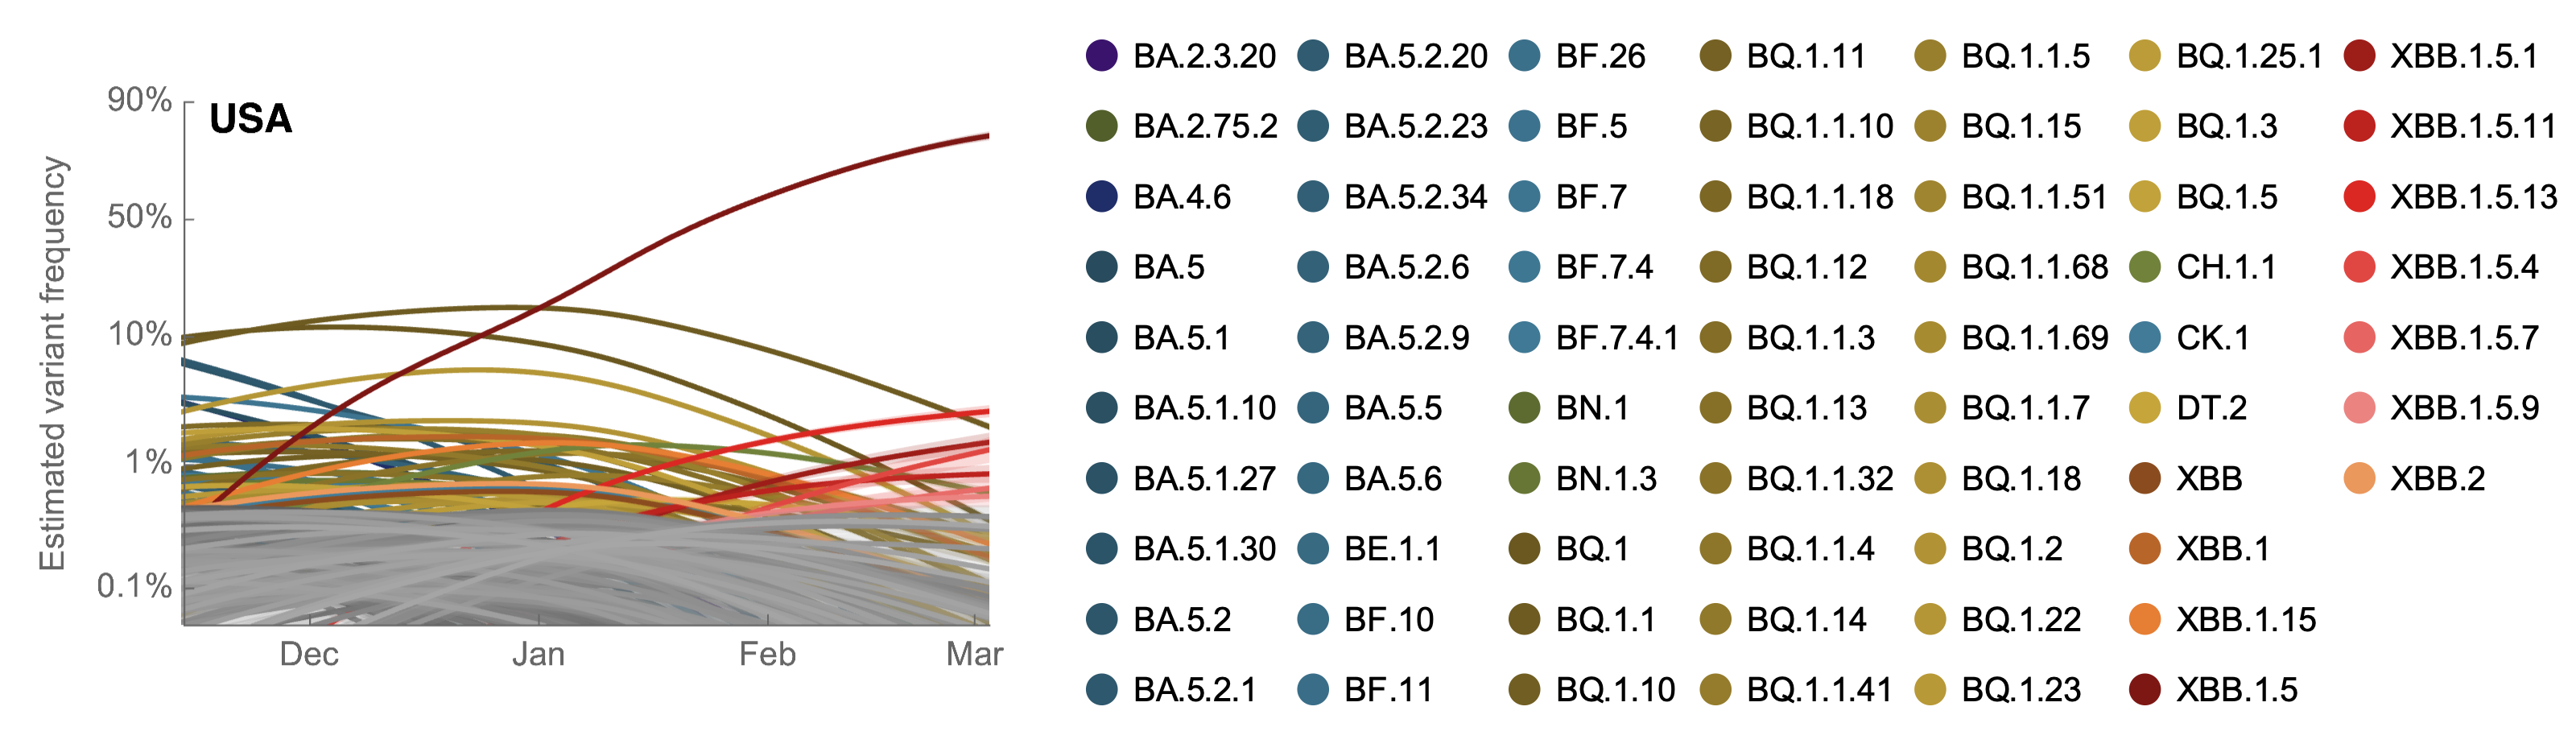 USA
Estimated variant frequency
90%
50%
10%
1%
0.1%
Dec Jan Feb Mar
BA.2.3.20
BA.2.75.2
BA.4.6
BA.5
BA.5.1
BA.5.1.10
BA.5.1.27
BA.5.1.30
BA.5.2
BA.5.2.1
BA.5.2.20
BA.5.2.23
BA.5.2.34
BA.5.2.6
BA.5.2.9
BA.5.5
BA.5.6
BE.1.1
BF.10
BF.11
BF.26
BF.5
BF.7
BF.7.4
BF.7.4.1
BN.1
BN.1.3
BQ.1
BQ.1.1
BQ.1.10
BQ.1.11
BQ.1.1.10
BQ.1.1.18
BQ.1.12
BQ.1.1.3
BQ.1.13
BQ.1.1.32
BQ.1.1.4
BQ.1.14
BQ.1.1.41
BQ.1.1.5
BQ.1.15
BQ.1.1.51
BQ.1.1.68
BQ.1.1.69
BQ.1.1.7
BQ.1.18
BQ.1.2
BQ.1.22
BQ.1.23
BQ.1.25.1
BQ.1.3
BQ.1.5
CH.1.1
CK.1
DT.2
XBB
XBB.1
XBB.1.15
XBB.1.5
XBB.1.5.1
XBB.1.5.11
XBB.1.5.13
XBB.1.5.4
XBB.1.5.7
XBB.1.5.9
XBB.2